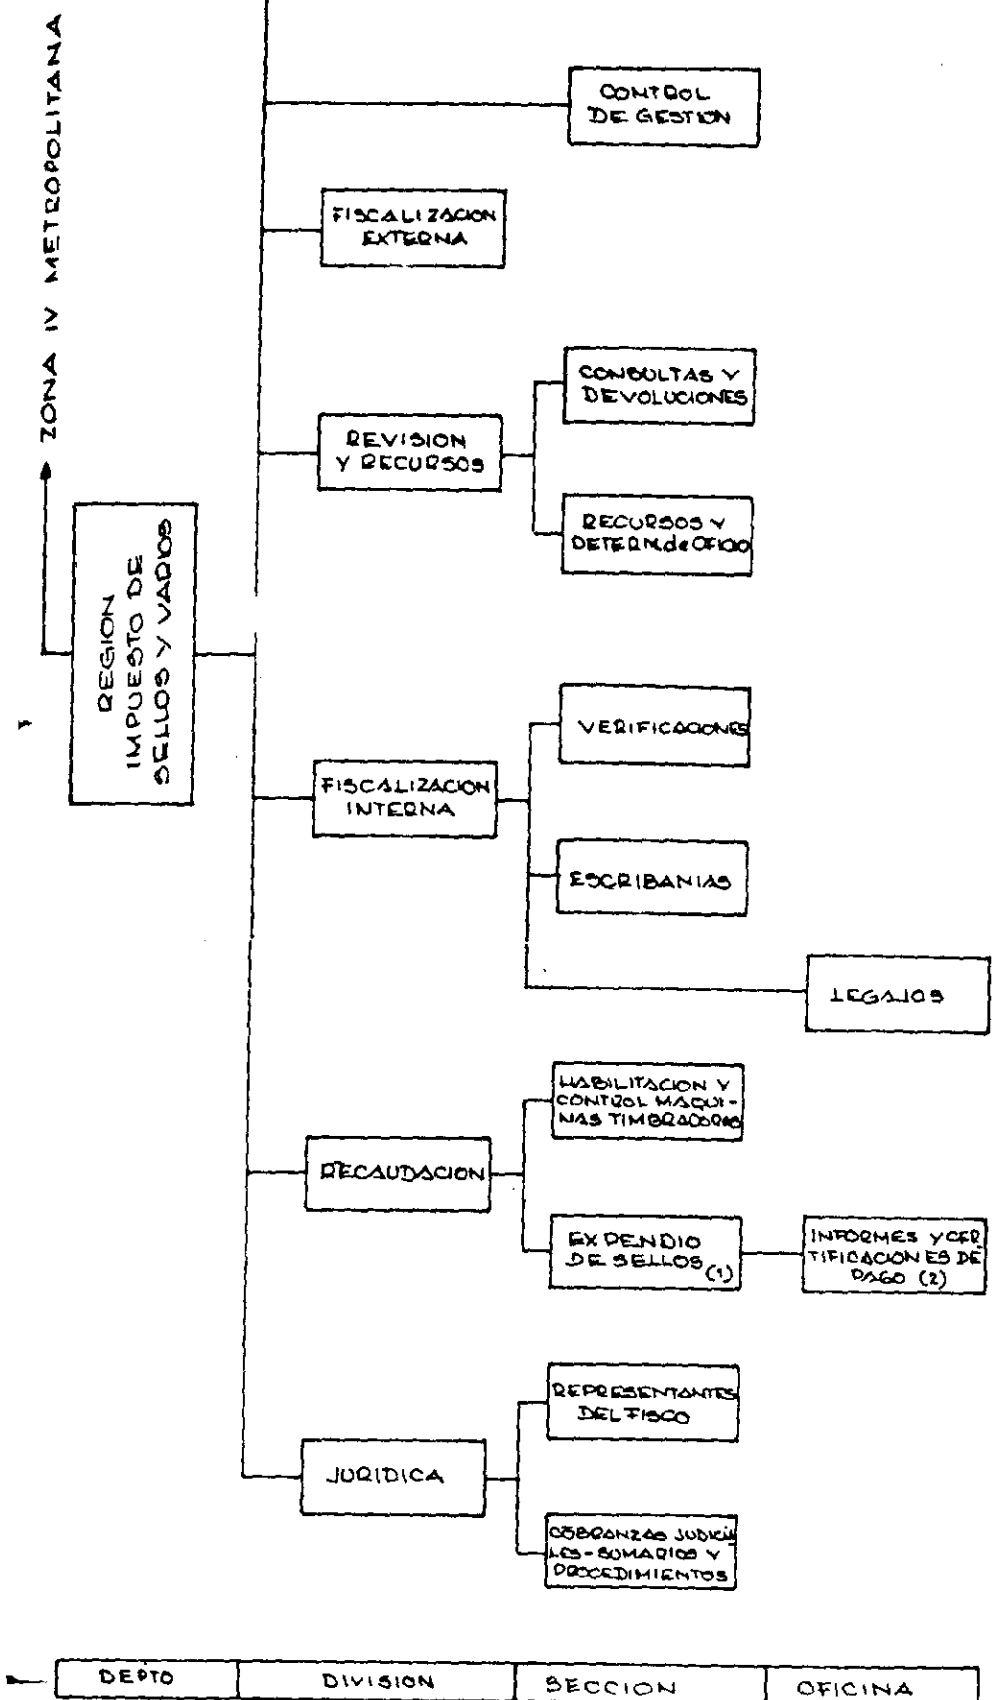 ZONA IV METROPOLITANA
CONTROL
DE GESTION
FISCALIZACION
EXTERNA
CONSULTAS Y
DEVOLUCIONES
REVISION
Y RECURSOS
RECURSOS Y
DETERM. de OFICIO
REGION
IMPUESTO DE
SELLOS Y VARIOS
VERIFICACIONES
FISCALIZACION
INTERNA
ESCRIBANIAS
LEGAJOS
HABILITACION Y
CONTROL MAQUI-
NAS TIMBRADORAS
RECAUDACION
EXPENDIO
DE SELLOS (1)
INFORMES Y CER
TIFICACIONES DE
PAGO (2)
REPRESENTANTES
DEL FISCO
JURIDICA
COBRANZAS JUDICIA
LES-SUMARIOS Y
PROCEDIMIENTOS
DEPTO
DIVISION
SECCION
OFICINA